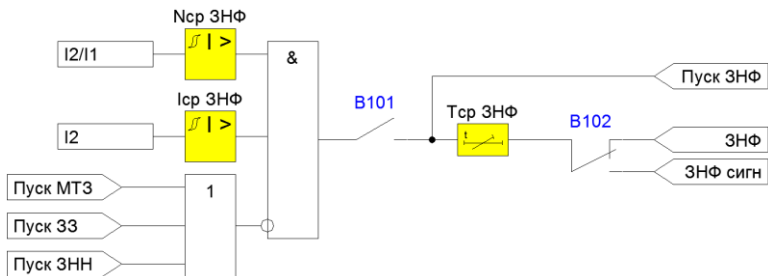 Nср ЗНФ
I2/I1
| >
&
Iср ЗНФ
I2
| >
B101
Tср ЗНФ
t
B102
Пуск ЗНФ
ЗНФ
ЗНФ сигн
Пуск МТЗ
1
Пуск ЗЗ
Пуск ЗНН